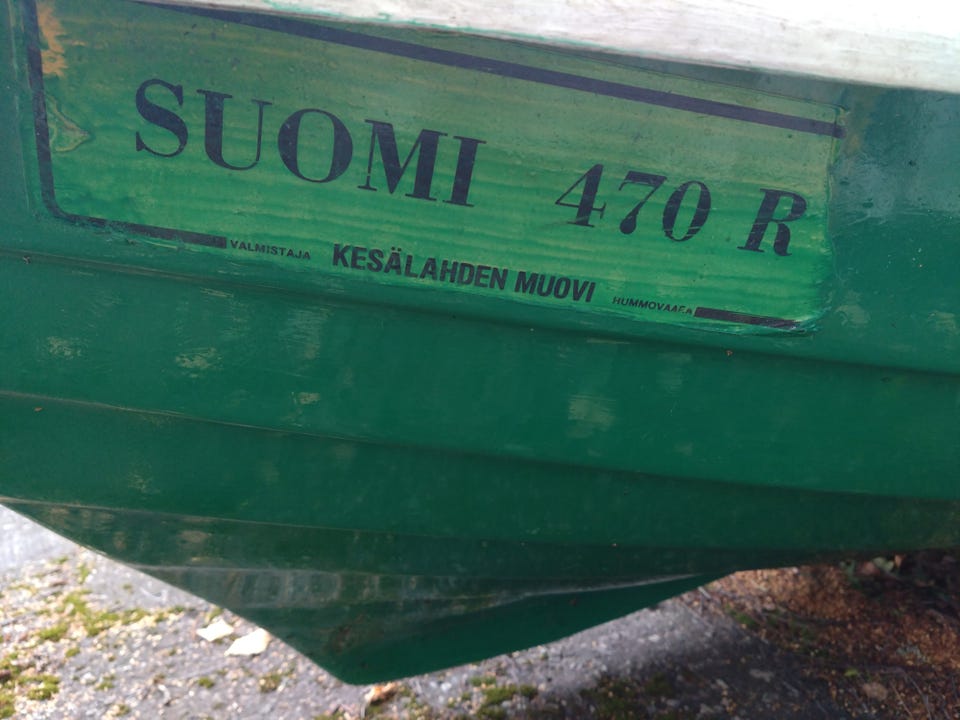 SUOMI 470 R
VALMISTAJA KESÄLAHDEN MUOVI HUMMOVAARA